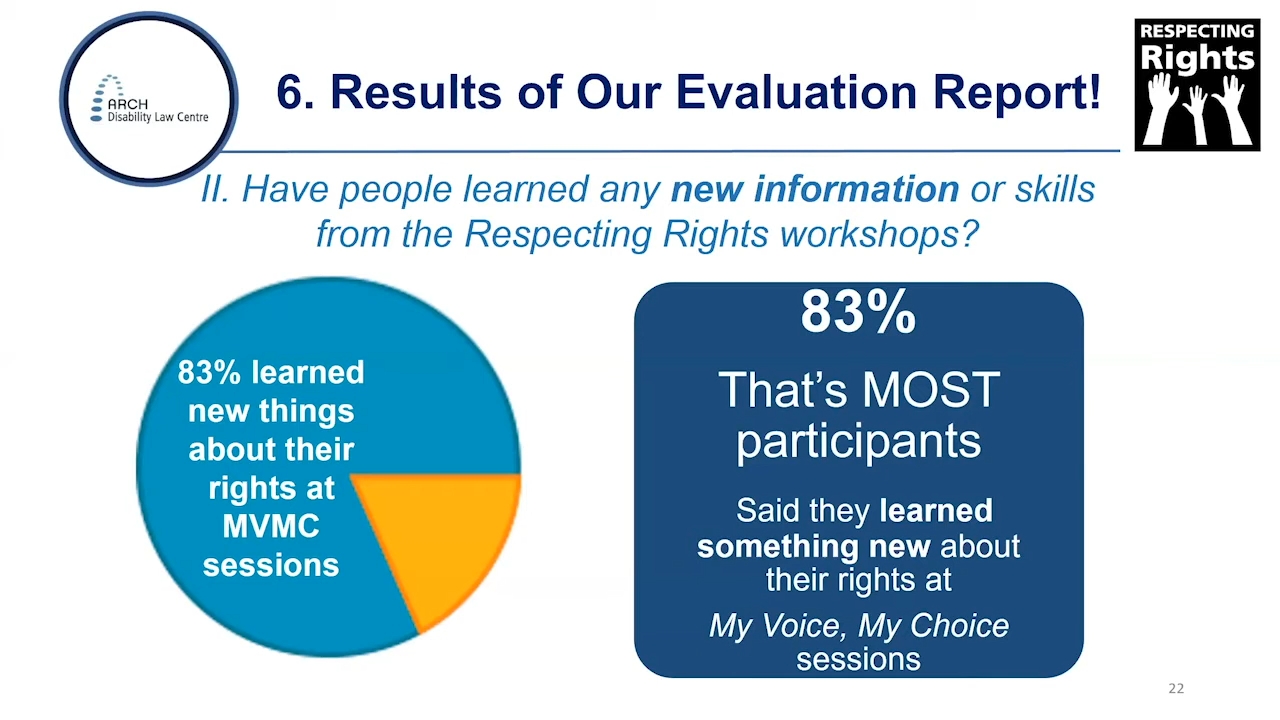 ARCH
Disability Law Centre
6. Results of Our Evaluation Report!
RESPECTING
Rights
II. Have people learned any new information or skills
from the Respecting Rights workshops?
83% learned
new things
about their
rights at
MVMC
sessions
83%
That’s MOST
participants
Said they learned
something new about
their rights at
My Voice, My Choice
sessions
22